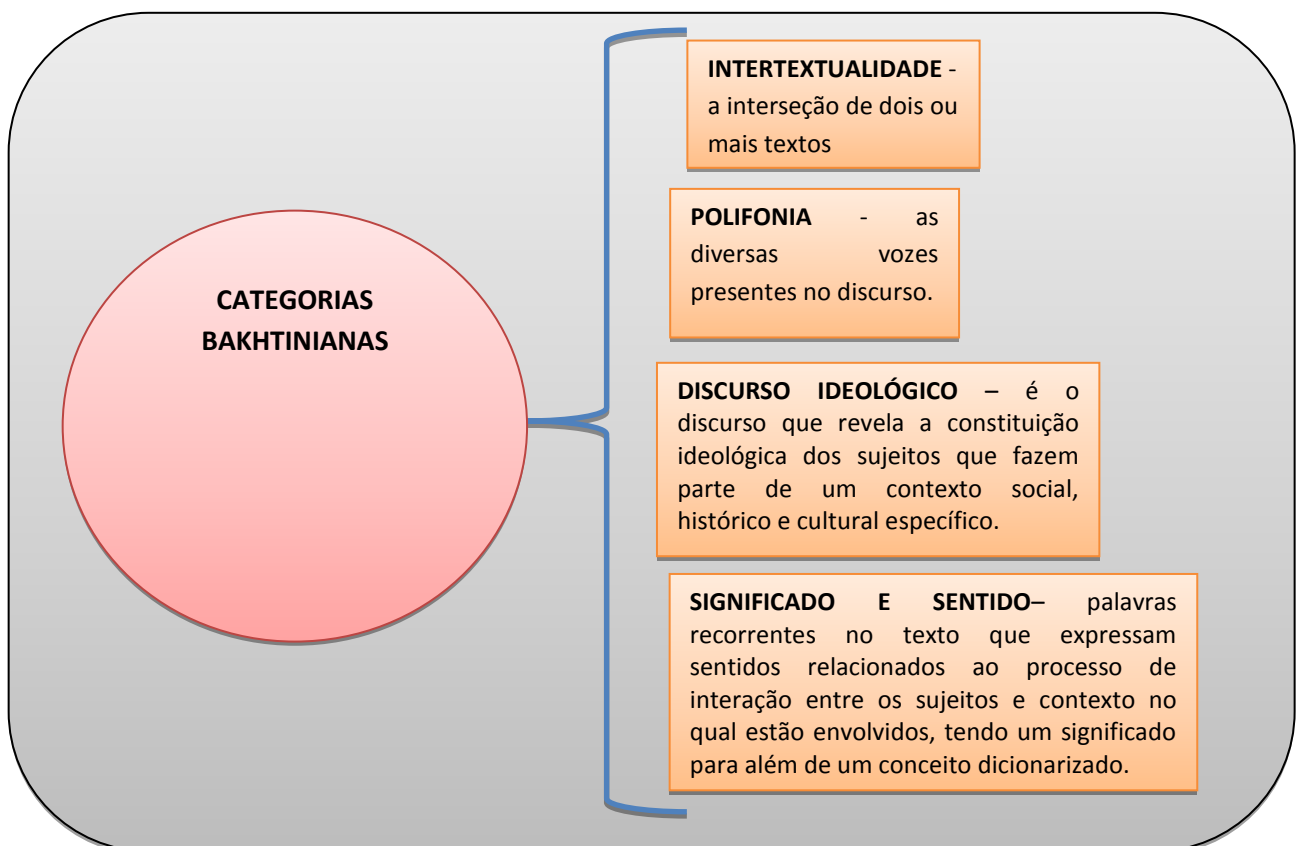 CATEGORIAS
BAKHTINIANAS
INTERTEXTUALIDADE -
a interseção de dois ou
mais textos
POLIFONIA - as
diversas vozes
presentes no discurso.
DISCURSO IDEOLÓGICO – é o
discurso que revela a constituição
ideológica dos sujeitos que fazem
parte de um contexto social,
histórico e cultural específico.
SIGNIFICADO E SENTIDO– palavras
recorrentes no texto que expressam
sentidos relacionados ao processo de
interação entre os sujeitos e contexto no
qual estão envolvidos, tendo um significado
para além de um conceito dicionarizado.